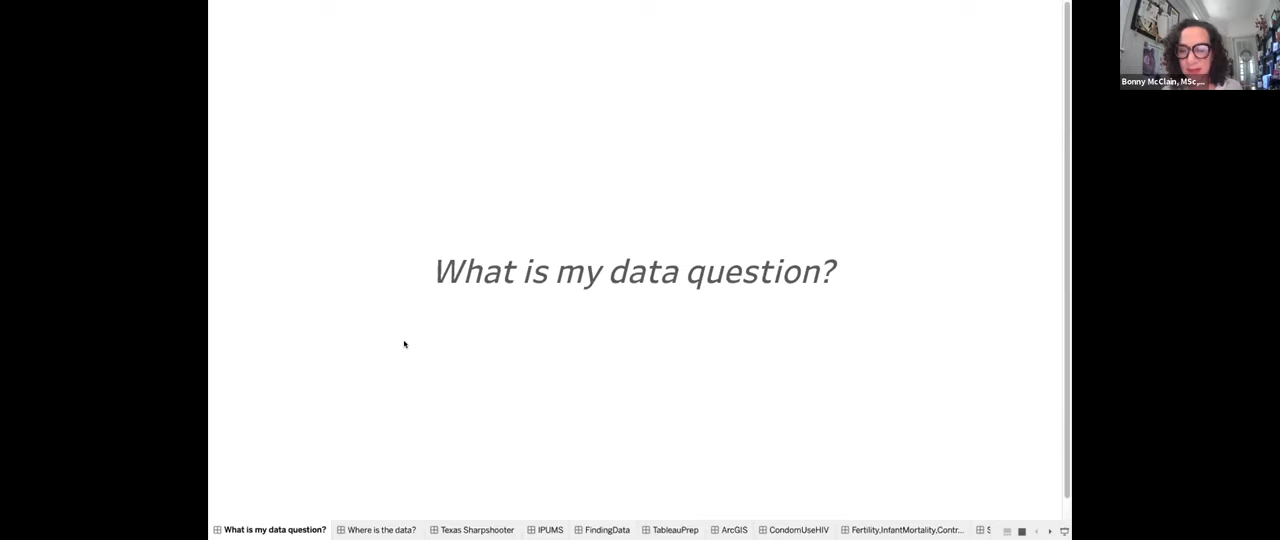 Bonny McClain, MSc,...
What is my data question?
What is my data question? Where is the data? Texas Sharpshooter IPUMS FindingData TableauPrep ArcGIS CondomUseHIV Fertility,InfantMortality,Contr... S